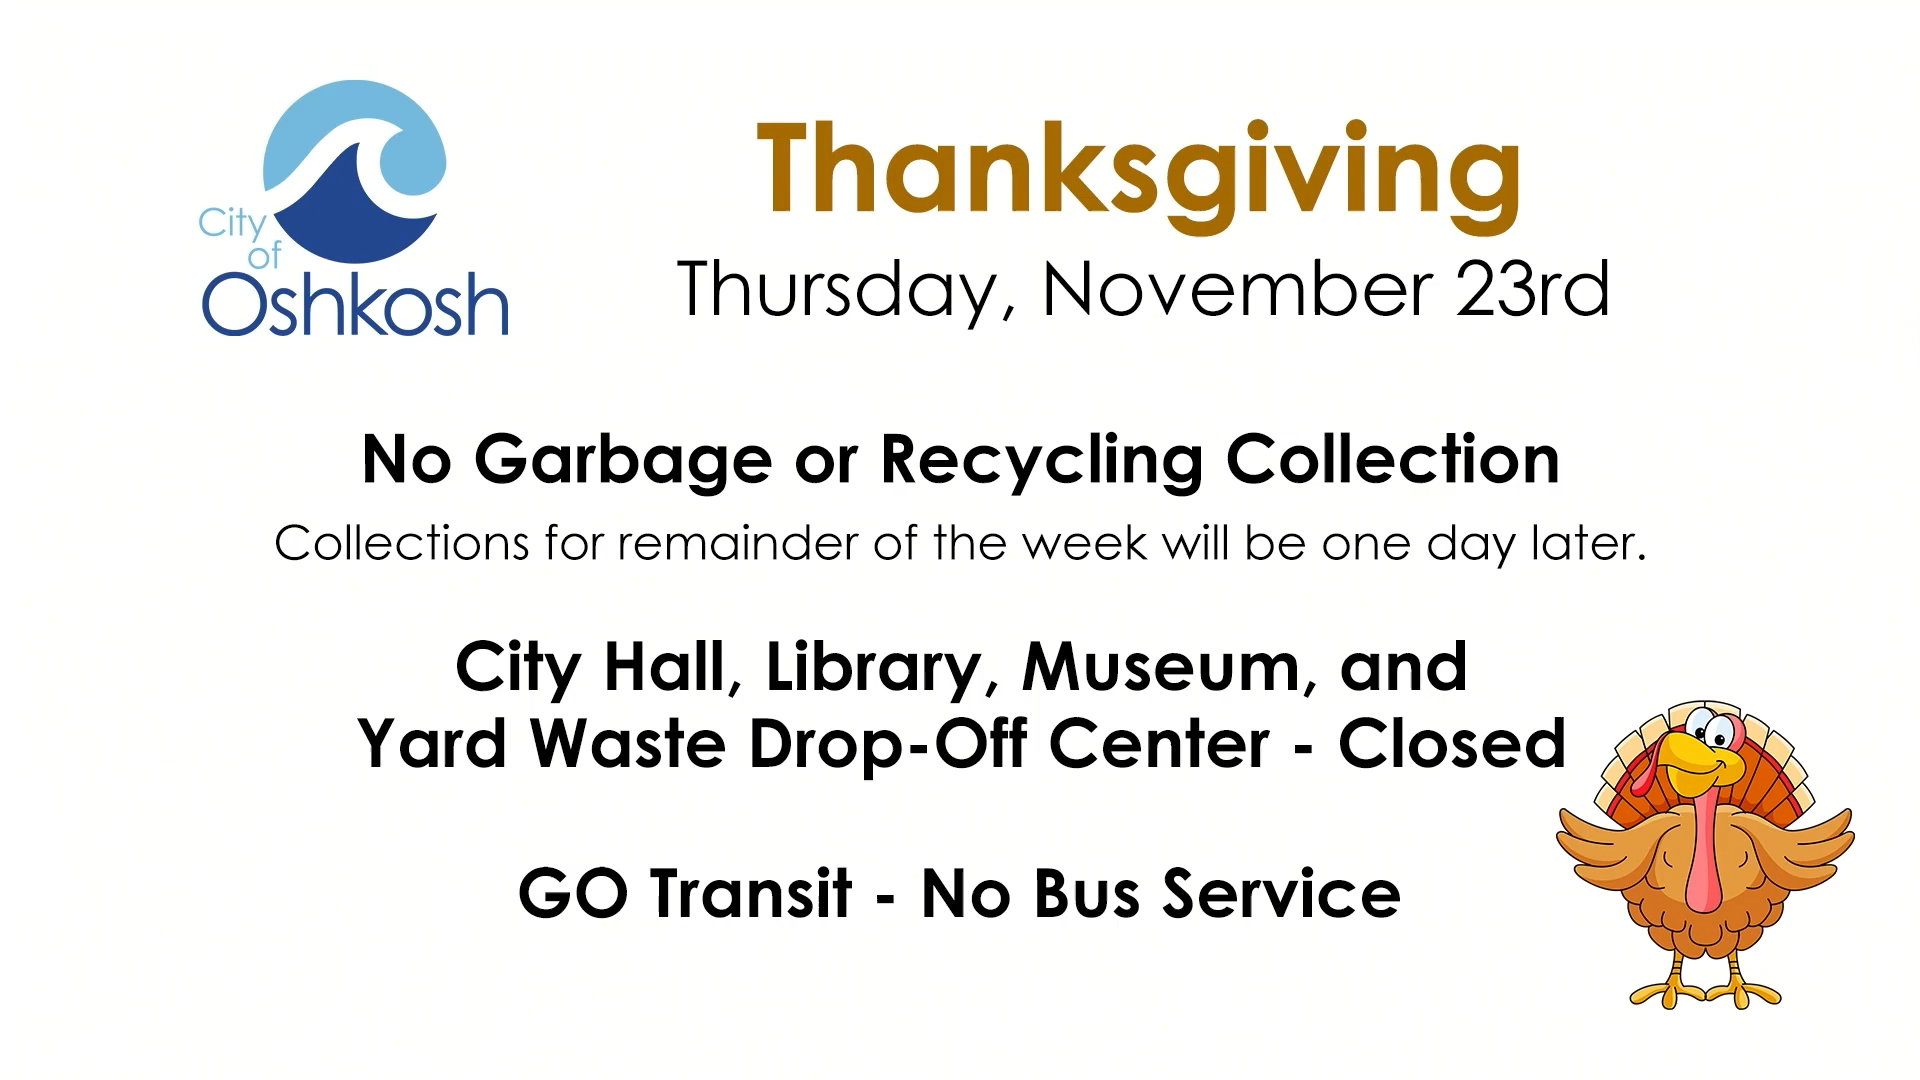 City
of
Oshkosh
Thanksgiving
Thursday, November 23rd
No Garbage or Recycling Collection
Collections for remainder of the week will be one day later.
City Hall, Library, Museum, and
Yard Waste Drop-Off Center - Closed
GO Transit - No Bus Service